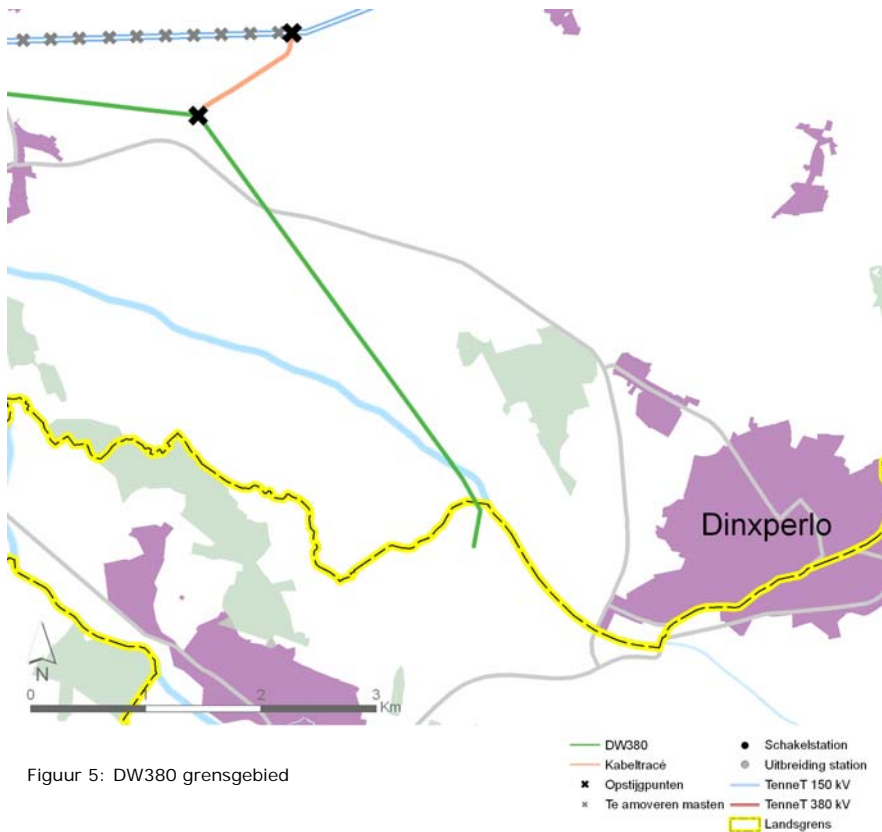 Dinxperlo
N
0 1 2 3
Km
Figuur 5: DW380 grensgebied
DW380
Kabeltracé
Opstijgpunten
Te amoveren masten
Schakelstation
Uitbreiding station
TenneT 150 kV
TenneT 380 kV
Landsgrens